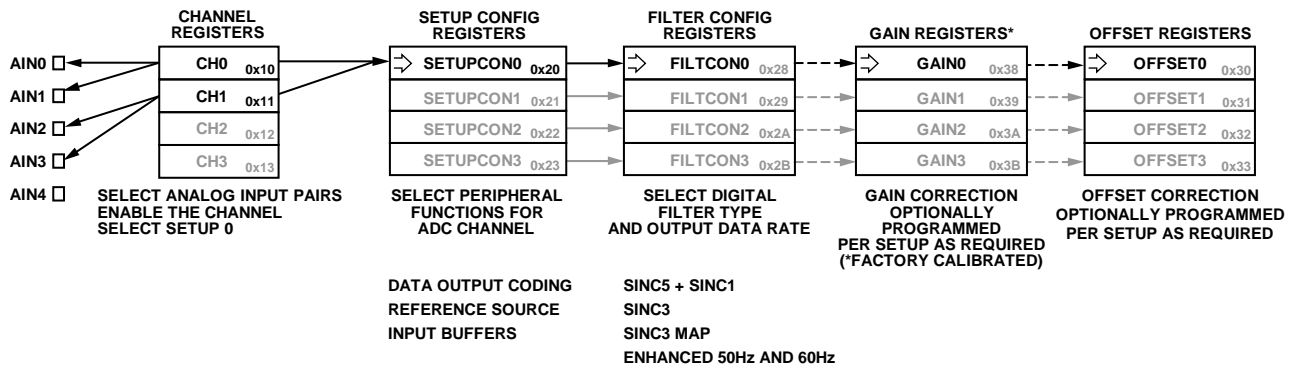 CHANNEL
REGISTERS
SETUP CONFIG
REGISTERS
FILTER CONFIG
REGISTERS
GAIN REGISTERS*
OFFSET REGISTERS
AIN0
CH0 0x10
SETUPCON0 0x20
FILTCON0 0x28
GAIN0 0x38
OFFSET0 0x30
AIN1
CH1 0x11
SETUPCON1 0x21
FILTCON1 0x29
GAIN1 0x39
OFFSET1 0x31
AIN2
CH2 0x12
SETUPCON2 0x22
FILTCON2 0x2A
GAIN2 0x3A
OFFSET2 0x32
AIN3
CH3 0x13
SETUPCON3 0x23
FILTCON3 0x2B
GAIN3 0x3B
OFFSET3 0x33
AIN4
SELECT ANALOG INPUT PAIRS
ENABLE THE CHANNEL
SELECT SETUP 0
SELECT PERIPHERAL
FUNCTIONS FOR
ADC CHANNEL
SELECT DIGITAL
FILTER TYPE
AND OUTPUT DATA RATE
GAIN CORRECTION
OPTIONALLY
PROGRAMMED
PER SETUP AS REQUIRED
(*FACTORY CALIBRATED)
OFFSET CORRECTION
OPTIONALLY PROGRAMMED
PER SETUP AS REQUIRED
DATA OUTPUT CODING
REFERENCE SOURCE
INPUT BUFFERS
SINC5 + SINC1
SINC3
SINC3 MAP
ENHANCED 50Hz AND 60Hz